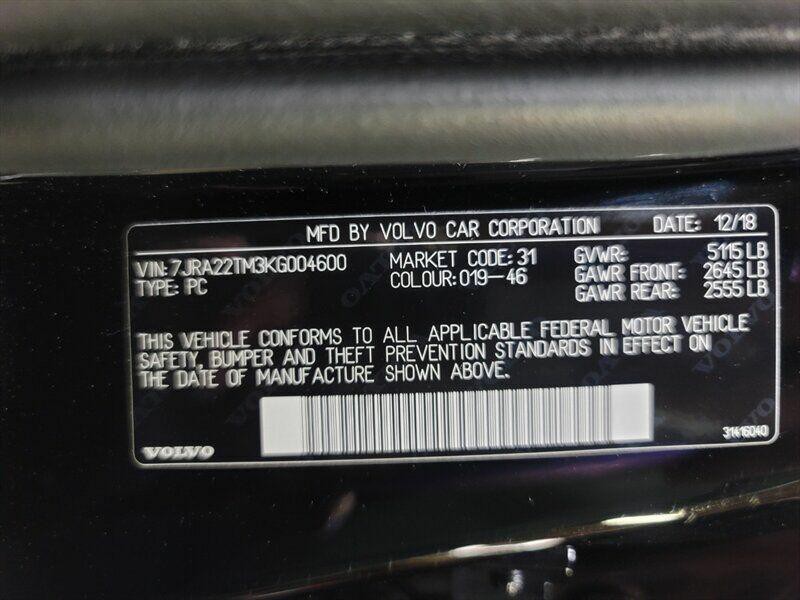 MFD BY VOLVO CAR CORPORATION DATE: 12/18
VIN: 7JRA22TM3KG004600 MARKET CODE: 31 GVWR: 5115 LB
TYPE: PC COLOUR: 019-46 GAWR FRONT: 2645 LB
GAWR REAR: 2555 LB
THIS VEHICLE CONFORMS TO ALL APPLICABLE FEDERAL MOTOR VEHICLE
SAFETY, BUMPER AND THEFT PREVENTION STANDARDS IN EFFECT ON
THE DATE OF MANUFACTURE SHOWN ABOVE.
VOLVO 31416040